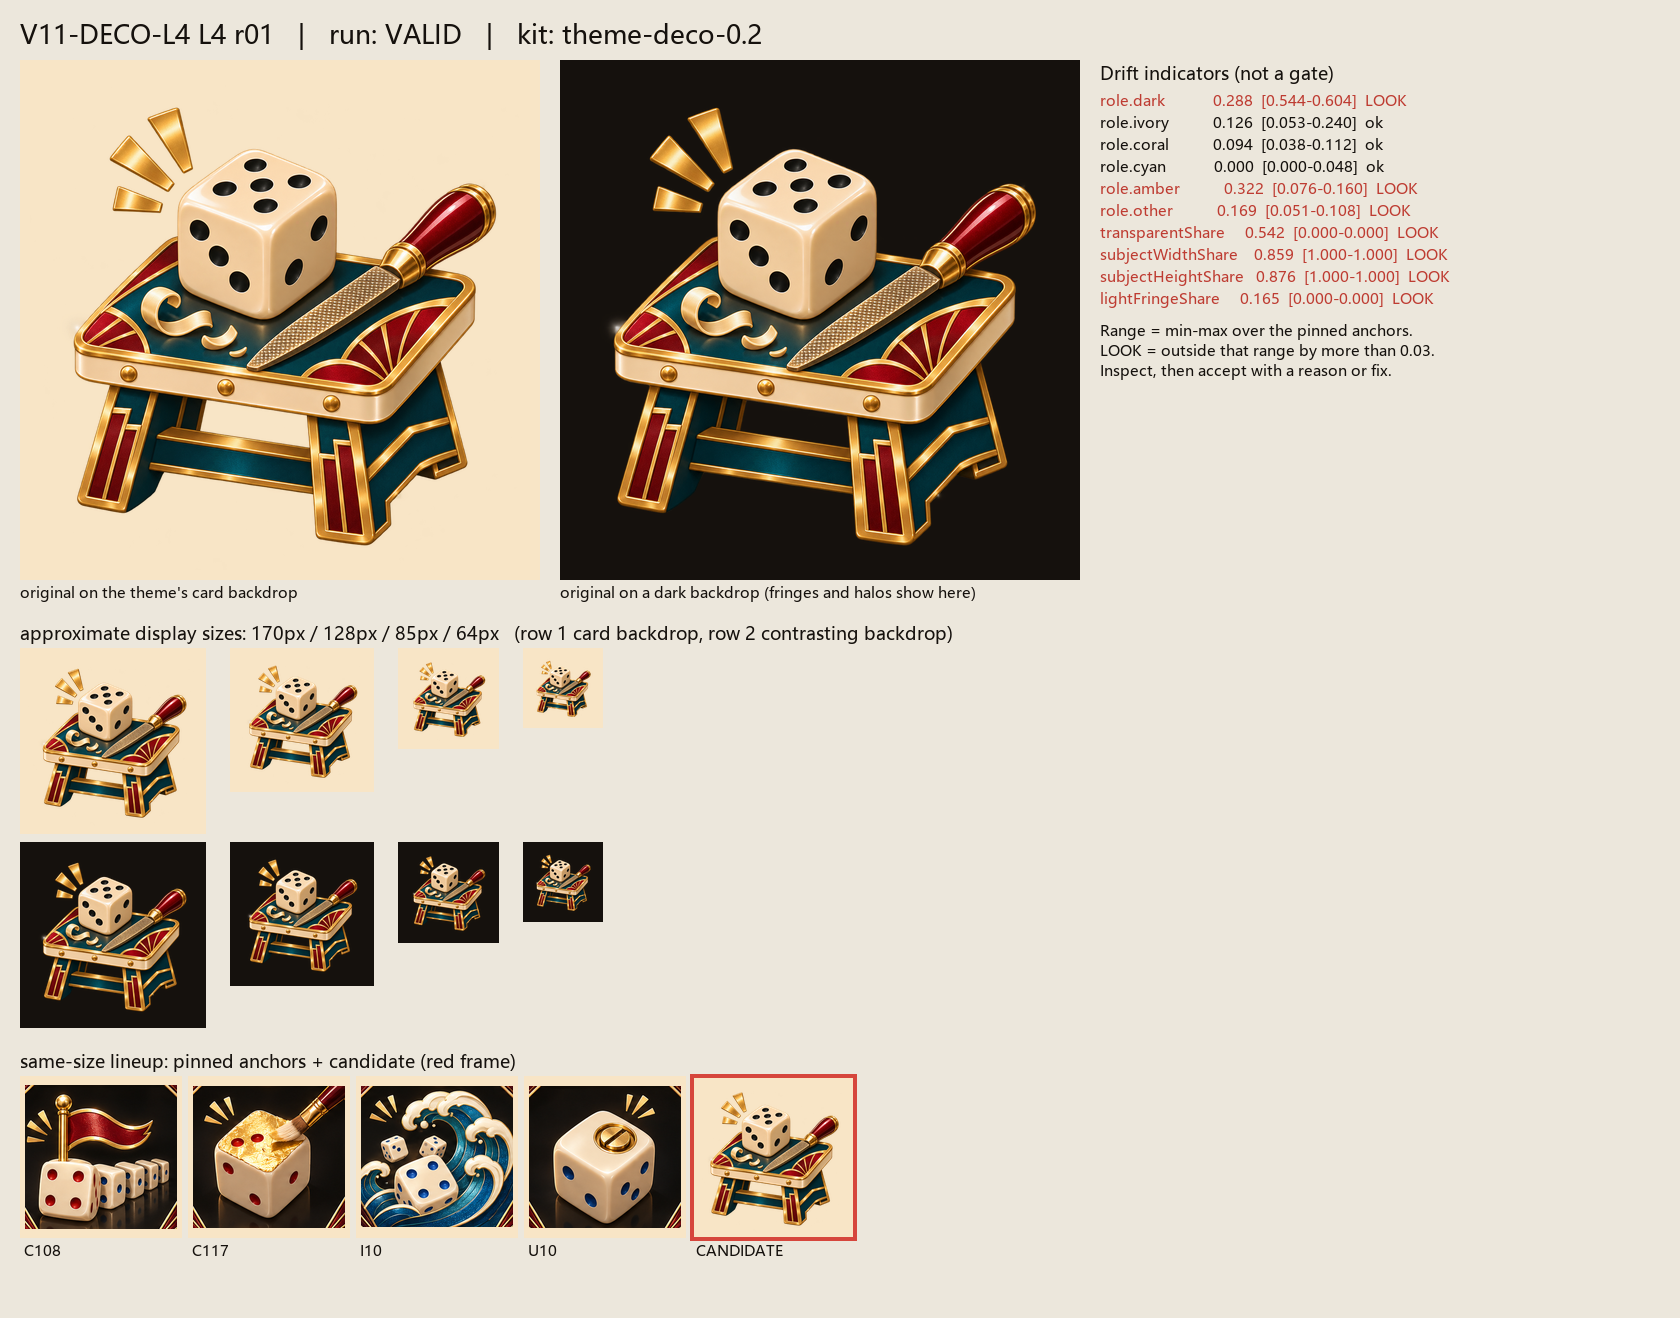 V11-DECO-L4 L4 r01 | run: VALID | kit: theme-deco-0.2
Drift indicators (not a gate)
role.dark 0.288 [0.544-0.604] LOOK
role.ivory 0.126 [0.053-0.240] ok
role.coral 0.094 [0.038-0.112] ok
role.cyan 0.000 [0.000-0.048] ok
role.amber 0.322 [0.076-0.160] LOOK
role.other 0.169 [0.051-0.108] LOOK
transparentShare 0.542 [0.000-0.000] LOOK
subjectWidthShare 0.859 [1.000-1.000] LOOK
subjectHeightShare 0.876 [1.000-1.000] LOOK
lightFringeShare 0.165 [0.000-0.000] LOOK
Range = min-max over the pinned anchors.
LOOK = outside that range by more than 0.03.
Inspect, then accept with a reason or fix.
original on the theme's card backdrop
original on a dark backdrop (fringes and halos show here)
approximate display sizes: 170px / 128px / 85px / 64px (row 1 card backdrop, row 2 contrasting backdrop)
same-size lineup: pinned anchors + candidate (red frame)
C108
C117
I10
U10
CANDIDATE